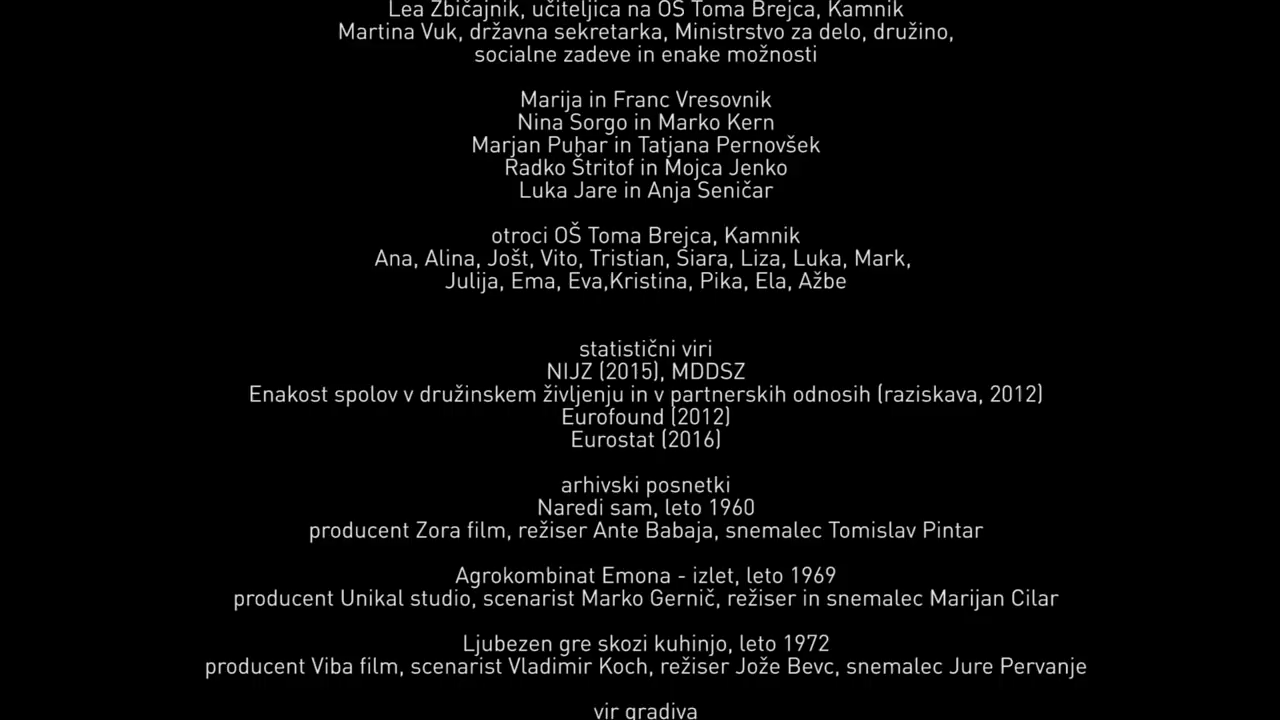 Lea Zbičajnik, učiteljica na OŠ Toma Brejca, Kamnik
Martina Vuk, državna sekretarka, Ministrstvo za delo, družino,
socialne zadeve in enake možnosti
Marija in Franc Vresovnik
Nina Sorgo in Marko Kern
Marjan Puhar in Tatjana Pernovšek
Radko Štritof in Mojca Jenko
Luka Jare in Anja Seničar
otroci OŠ Toma Brejca, Kamnik
Ana, Alina, Jošt, Vito, Tristian, Siara, Liza, Luka, Mark,
Julija, Ema, Eva,Kristina, Pika, Ela, Ažbe
statistični viri
NIJZ (2015), MDDSZ
Enakost spolov v družinskem življenju in v partnerskih odnosih (raziskava, 2012)
Eurofound (2012)
Eurostat (2016)
arhivski posnetki
Naredi sam, leto 1960
producent Zora film, režiser Ante Babaja, snemalec Tomislav Pintar
Agrokombinat Emona - izlet, leto 1969
producent Unikal studio, scenarist Marko Gernič, režiser in snemalec Marijan Cilar
Ljubezen gre skozi kuhinjo, leto 1972
producent Viba film, scenarist Vladimir Koch, režiser Jože Bevc, snemalec Jure Pervanje
vir gradiva